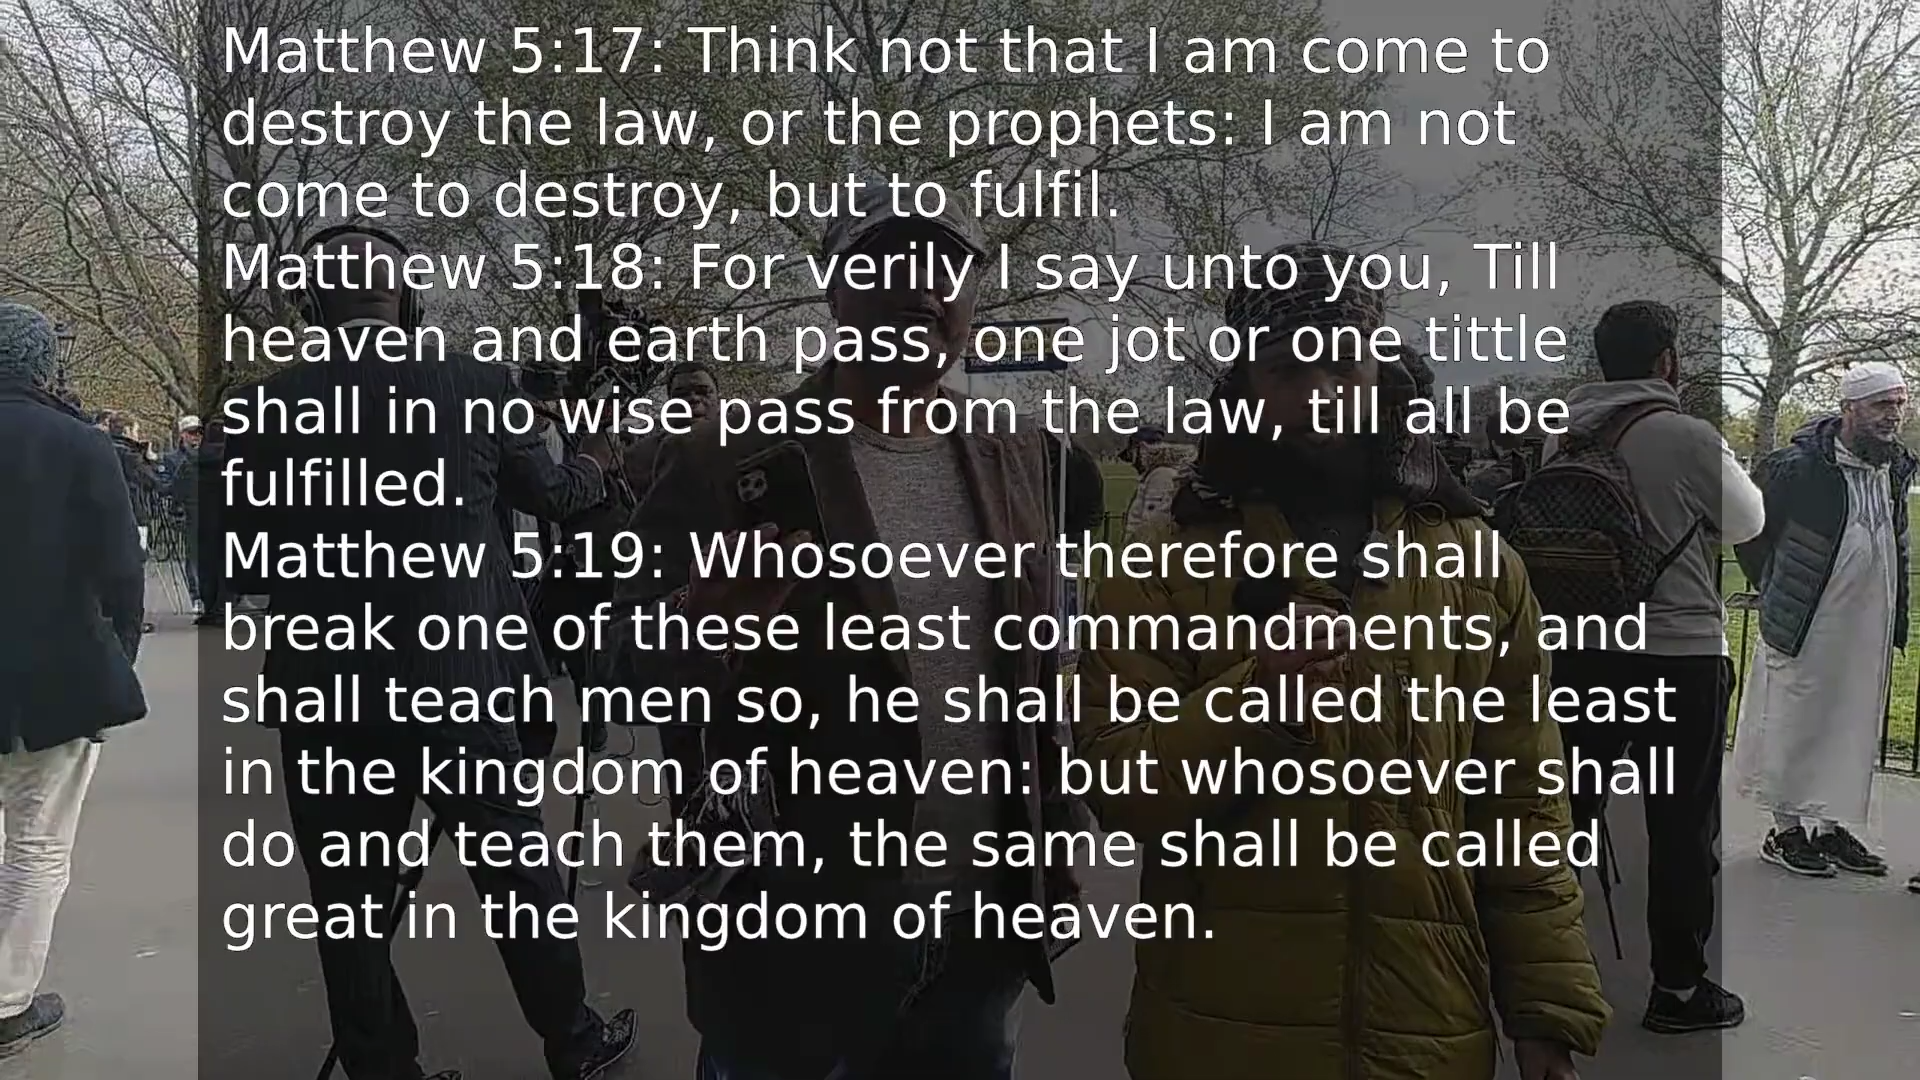 Matthew 5:17: Think not that I am come to
destroy the law, or the prophets: I am not
come to destroy, but to fulfil.
Matthew 5:18: For verily I say unto you, Till
heaven and earth pass, one jot or one tittle
shall in no wise pass from the law, till all be
fulfilled.
Matthew 5:19: Whosoever therefore shall
break one of these least commandments, and
shall teach men so, he shall be called the least
in the kingdom of heaven: but whosoever shall
do and teach them, the same shall be called
great in the kingdom of heaven.